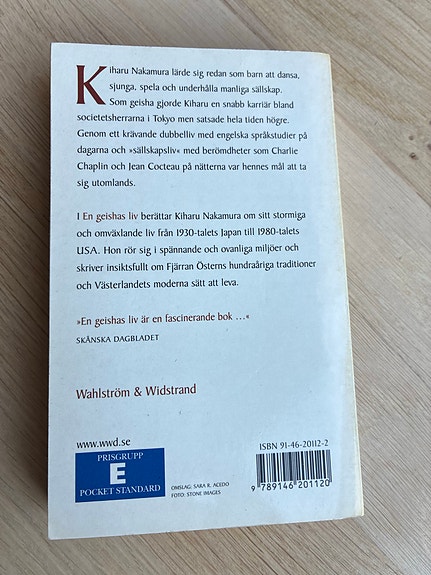 Kiharu Nakamura lärde sig redan som barn att dansa,
sjunga, spela och underhålla manliga sällskap.
Som geisha gjorde Kiharu en snabb karriär bland
societetsherrarna i Tokyo men satsade hela tiden högre.
Genom ett krävande dubbelliv med engelska språkstudier på
dagarna och »sällskapsliv« med berömdheter som Charlie
Chaplin och Jean Cocteau på nätterna var hennes mål att ta
sig utomlands.
I En geishas liv berättar Kiharu Nakamura om sitt stormiga
och omväxlande liv från 1930-talets Japan till 1980-talets
USA. Hon rör sig i spännande och ovanliga miljöer och
skriver insiktsfullt om Fjärran Österns hundraåriga traditioner
och Västerlandets moderna sätt att leva.
»En geishas liv är en fascinerande bok ...«
SKÅNSKA DAGBLADET
Wahlström & Widstrand
www.wwd.se
PRISGRUPP
E
POCKET STANDARD
OMSLAG: SARA R. ACEDO
FOTO: STONE IMAGES
ISBN 91-46-20112-2
9 789146 201120